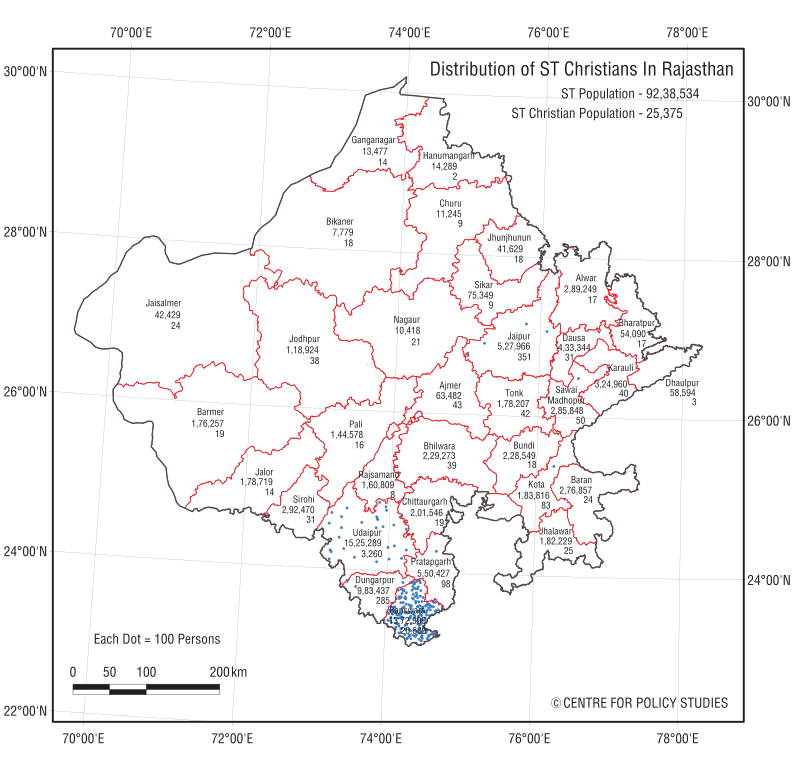 70°00'E 72°00'E 74°00'E 76°00'E 78°00'E
30°00'N
28°00'N
26°00'N
24°00'N
22°00'N
30°00'N
28°00'N
26°00'N
24°00'N
Distribution of ST Christians In Rajasthan
ST Population - 92,38,534
ST Christian Population - 25,375
Ganganagar
13,477
14
Hanumangarh
14,289
2
Churu
11,245
9
Bikaner
7,779
18
Jhunjhunun
41,629
18
Alwar
2,89,249
17
Sikar
75,349
9
Jaisalmer
42,429
24
Nagaur
10,418
21
Jodhpur
1,18,924
38
Jaipur
5,27,966
351
Bharatpur
54,090
17
Dausa
4,33,344
31
Karauli
3,24,960
40
Dhaulpur
58,594
3
Sawai
Madhopur
2,85,848
50
Ajmer
63,482
43
Tonk
1,78,207
42
Barmer
1,76,257
19
Pali
1,44,578
16
Bhilwara
2,29,273
39
Bundi
2,28,549
18
Jalor
1,78,719
14
Rajsamand
1,60,809
8
Kota
1,83,816
83
Baran
2,76,857
24
Sirohi
2,92,470
31
Chittaurgarh
2,01,546
19
Udaipur
15,25,289
3,260
Jhalawar
1,82,229
25
Pratapgarh
5,50,427
98
Dungarpur
9,83,437
285
Banswara
Each Dot = 100 Persons
0 50 100 200 km
© CENTRE FOR POLICY STUDIES
70°00'E 72°00'E 74°00'E 76°00'E 78°00'E